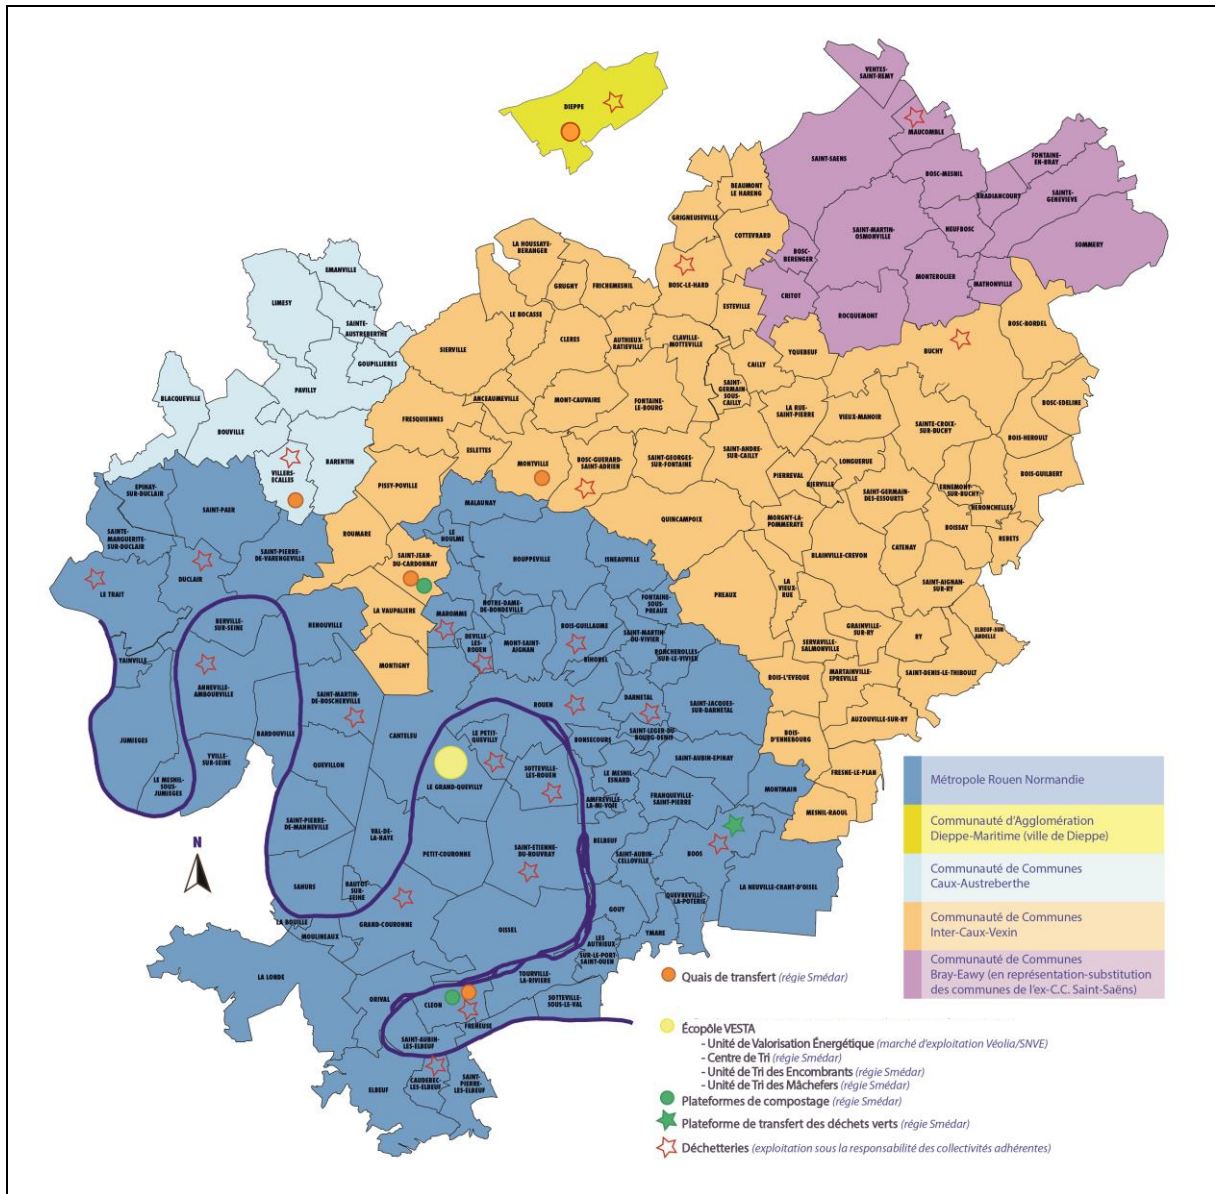 VENTES-
SAINT-REMY
MAUCOMBLE
DIEPPE
SAINT-SAENS
FONTAINE-
EN-BRAY
BOSC-MESNIL
BRADIANCOURT
SAINTE-
GENEVIEVE
BEAUMONT
LE HARENG
GRIGNEUSEVILLE
COTTEVRARD
SAINT-MARTIN-
OSMONVILLE
NEUFBOSC
SOMMERY
BOSC-
BERENGER
MONTEROLIER
MATHONVILLE
CRITOT
ROCQUEMONT
LA HOUSSAYE-
BERANGER
GRUGNY
FRICHEMESNIL
BOSC-LE-HARD
ESTEVILLE
EMANVILLE
LIMESY
SAINTE-
AUSTREBERTHE
GOUPILLIERES
LE BOCASSE
SIERVILLE
CLERES
AUTHIEUX-
RATIEVILLE
CLAVILLE-
MOTTEVILLE
YQUEBEUF
BUCHY
BOSC-BORDEL
CAILLY
SAINT-
GERMAIN
SOUS-
CAILLY
BLACQUEVILLE
PAVILLY
BOUVILLE
ANCEAUMEVILLE
MONT-CAUVAIRE
FONTAINE-
LE-BOURG
LA RUE-
SAINT-PIERRE
VIEUX-MANOIR
SAINTE-CROIX-
SUR-BUCHY
BOSC-EDELINE
BOIS-HEROULT
FRESQUIENNES
ESLETTES
BARENTIN
VILLERS-
ECALLES
MONTVILLE
BOSC-GUERARD-
SAINT-ADRIEN
SAINT-GEORGES-
SUR-FONTAINE
SAINT-ANDRE-
SUR-CAILLY
LONGUERUE
PIERREVAL
BIERVILLE
BOIS-GUILBERT
SAINT-GERMAIN-
DES-ESSOURTS
ERNEMONT-
SUR-BUCHY
HERONCHELLES
PISSY-POVILLE
EPINAY-
SUR-DUCLAIR
SAINT-PAER
MALAUNAY
QUINCAMPOIX
MORGNY-LA-
POMMERAYE
BOISSAY
REBETS
SAINTE-
MARGUERITE-
SUR-DUCLAIR
ROUMARE
LE
HOULME
HOUPPEVILLE
ISNEAUVILLE
BLAINVILLE-CREVON
CATENAY
SAINT-PIERRE-
DE-VARENGEVILLE
SAINT-JEAN-
DU-CARDONNAY
DUCLAIR
LE TRAIT
LA VAUPALIERE
NOTRE-DAME-
DE-BONDEVILLE
FONTAINE-
SOUS-
PREAUX
PREAUX
LA
VIEUX-
RUE
SAINT-AIGNAN-
SUR-RY
MAROMME
DEVILLE-
LES-
ROUEN
MONT-SAINT-
AIGNAN
BOIS-GUILLAUME
BIHOREL
SAINT-MARTIN
DU-VIVIER
RONCHEROLLES-
SUR-LE-VIVIER
GRAINVILLE-
SUR-RY
SERVAVILLE-
SALMONVILLE
RY
ELBEUF-SUR-
ANDELLE
BERVILLE-
SUR-SEINE
HENOUVILLE
MONTIGNY
YAINVILLE
ANNEVILLE-
AMBOURVILLE
SAINT-MARTIN-
DE-BOSCHERVILLE
BOIS-L'EVEQUE
MARTAINVILLE-
EPREVILLE
SAINT-DENIS-LE-THIBOULT
JUMIEGES
BARDOUVILLE
CANTELEU
ROUEN
DARNETAL
SAINT-JACQUES-
SUR-DARNETAL
AUZOUVILLE-SUR-RY
LE PETIT-
QUEVILLY
BONSECOURS
SAINT-LEGER-DU-
BOURG-DENIS
BOIS-
D'ENNEBOURG
YVILLE-
SUR-SEINE
LE MESNIL-
SOUS-
JUMIEGES
QUEVILLON
LE GRAND-QUEVILLY
SOTTEVILLE-
LES-ROUEN
LE MESNIL-
ESNARD
SAINT-AUBIN-EPINAY
FRESNE-LE-PLAN
AMFREVILLE-
LA-MI-VOIE
FRANQUEVILLE-
SAINT-PIERRE
MONTMAIN
MESNIL-RAOUL
SAINT-PIERRE-
DE-MANNEVILLE
VAL-DE-
LA-HAYE
PETIT-COURONNE
SAINT-ETIENNE-
DU-ROUVRAY
BELBEUF
SAINT-AUBIN-
CELLOVILLE
BOOS
N
SAHURS
HAUTOT-SUR-
SEINE
LA NEUVILLE-CHANT-D'OISEL
QUEVREVILLE-
LA-POTERIE
LA BOUILLE
MOULINEAUX
GRAND-COURONNE
OISSEL
GOUY
LES
AUTHIEUX-
SUR-LE-PORT-
SAINT-OUEN
YMARE
LA LONDE
ORIVAL
CLEON
TOURVILLE-
LA-RIVIERE
SOTTEVILLE-
SOUS-LE-VAL
FRENEUSE
SAINT-AUBIN-
LES-ELBEUF
ELBEUF
CAUDEBEC-
LES-ELBEUF
SAINT-
PIERRE-
LES-ELBEUF
Métropole Rouen Normandie
Communauté d'Agglomération
Dieppe-Maritime (ville de Dieppe)
Communauté de Communes
Caux-Austreberthe
Communauté de Communes
Inter-Caux-Vexin
Communauté de Communes
Bray-Eawy (en représentation-substitution
des communes de l'ex-C.C. Saint-Saëns)
Quais de transfert (régie Smédar)
Écopôle VESTA
- Unité de Valorisation Énergétique (marché d'exploitation Véolia/SNVE)
- Centre de Tri (régie Smédar)
- Unité de Tri des Encombrants (régie Smédar)
- Unité de Tri des Mâchefers (régie Smédar)
Plateformes de compostage (régie Smédar)
Plateforme de transfert des déchets verts (régie Smédar)
Déchetteries (exploitation sous la responsabilité des collectivités adhérentes)